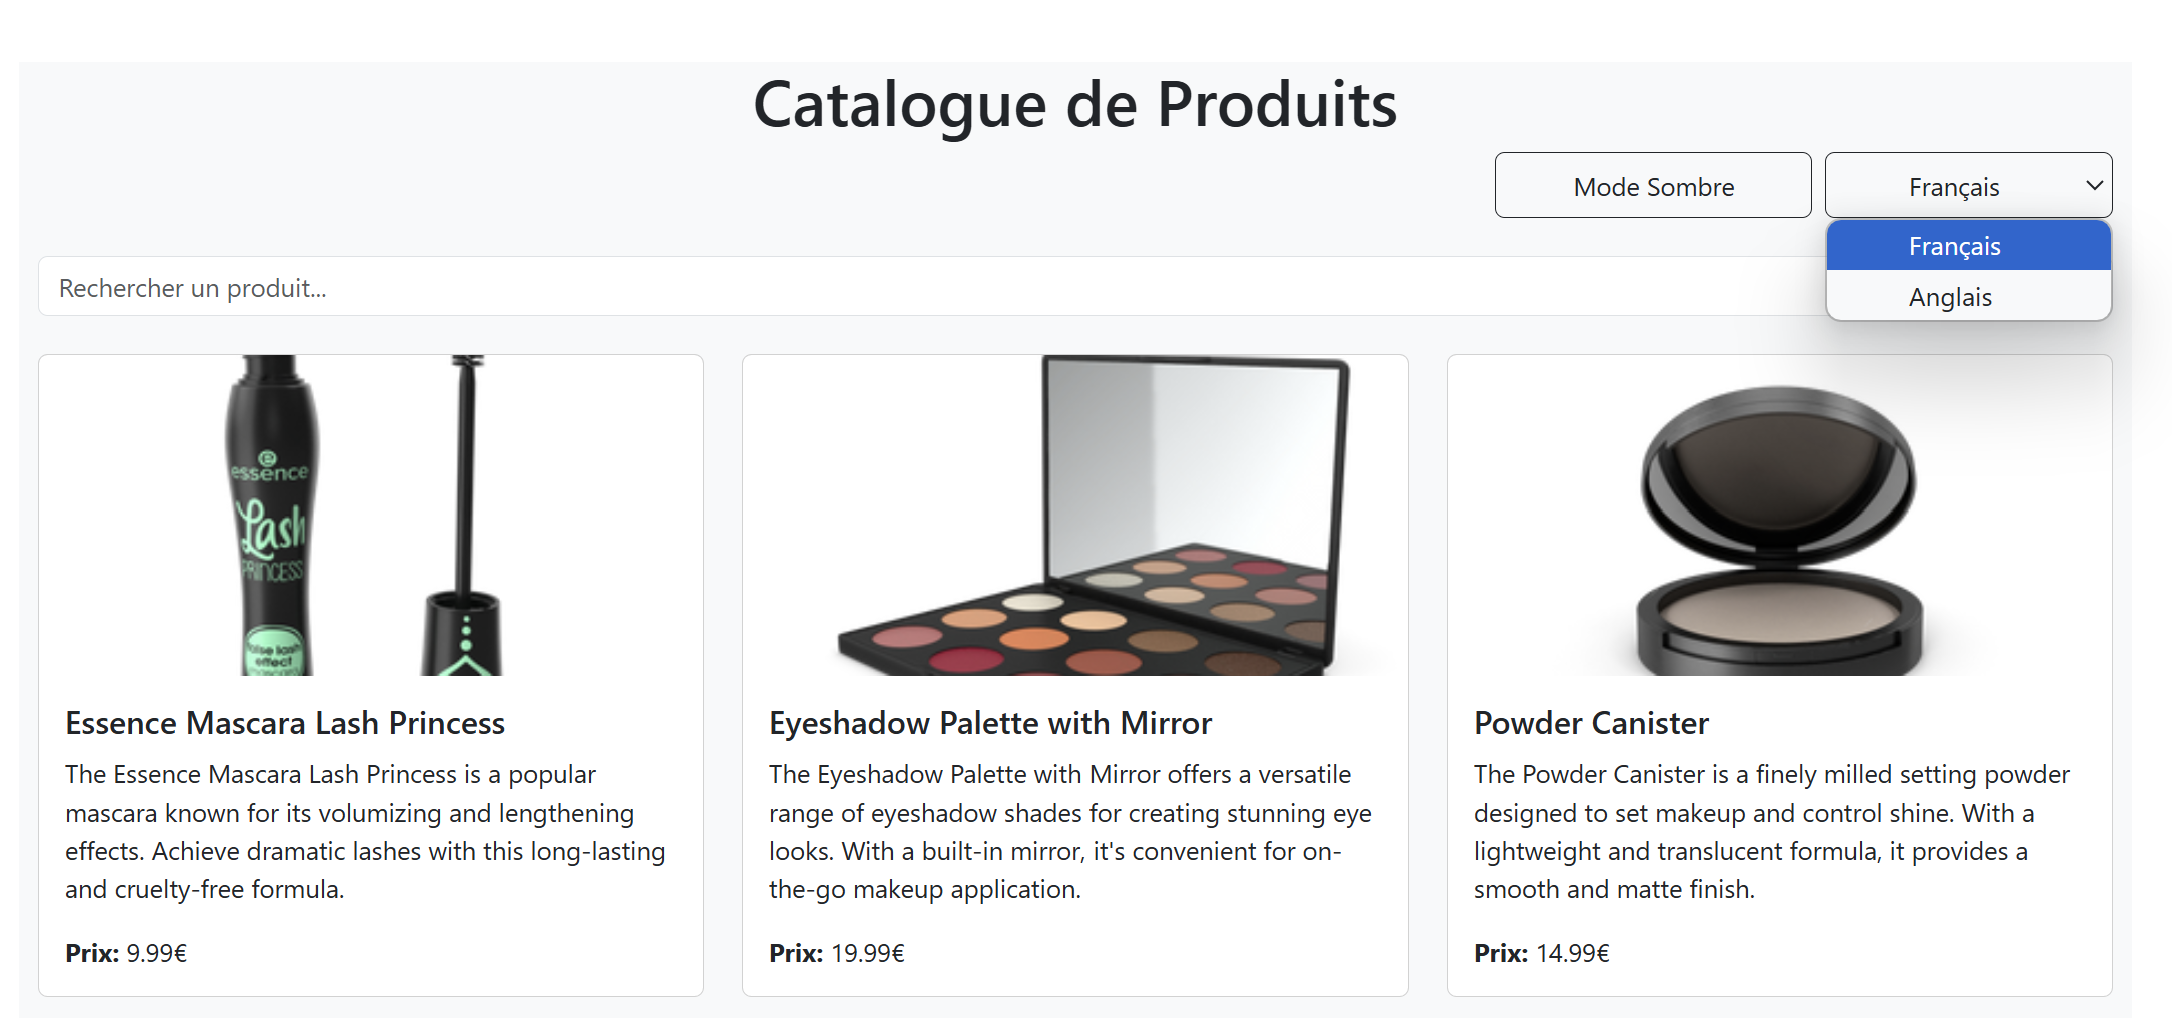 Catalogue de Produits
Mode Sombre
Français
Français
Anglais
Rechercher un produit...
essence
Lash
PRINCESS
false lash
effect
Essence Mascara Lash Princess
The Essence Mascara Lash Princess is a popular
mascara known for its volumizing and lengthening
effects. Achieve dramatic lashes with this long-lasting
and cruelty-free formula.
Prix: 9.99€
Eyeshadow Palette with Mirror
The Eyeshadow Palette with Mirror offers a versatile
range of eyeshadow shades for creating stunning eye
looks. With a built-in mirror, it's convenient for on-
the-go makeup application.
Prix: 19.99€
Powder Canister
The Powder Canister is a finely milled setting powder
designed to set makeup and control shine. With a
lightweight and translucent formula, it provides a
smooth and matte finish.
Prix: 14.99€